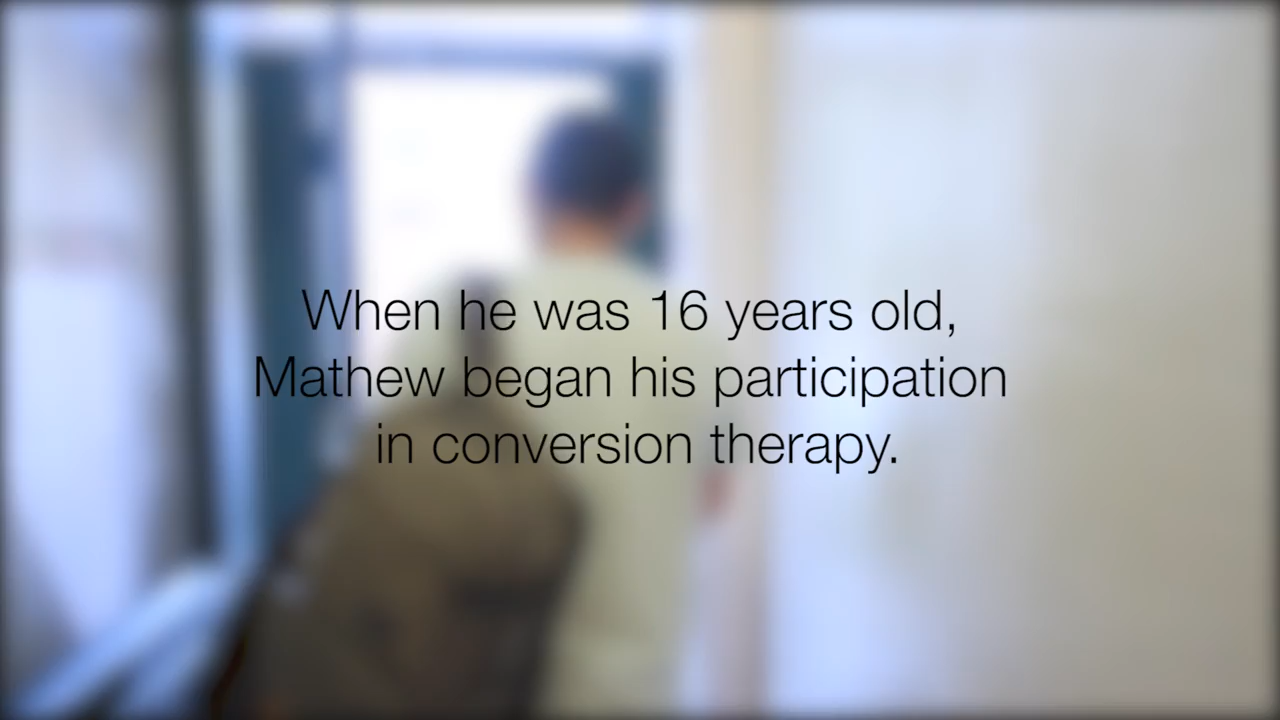 When he was 16 years old,
Mathew began his participation
in conversion therapy.